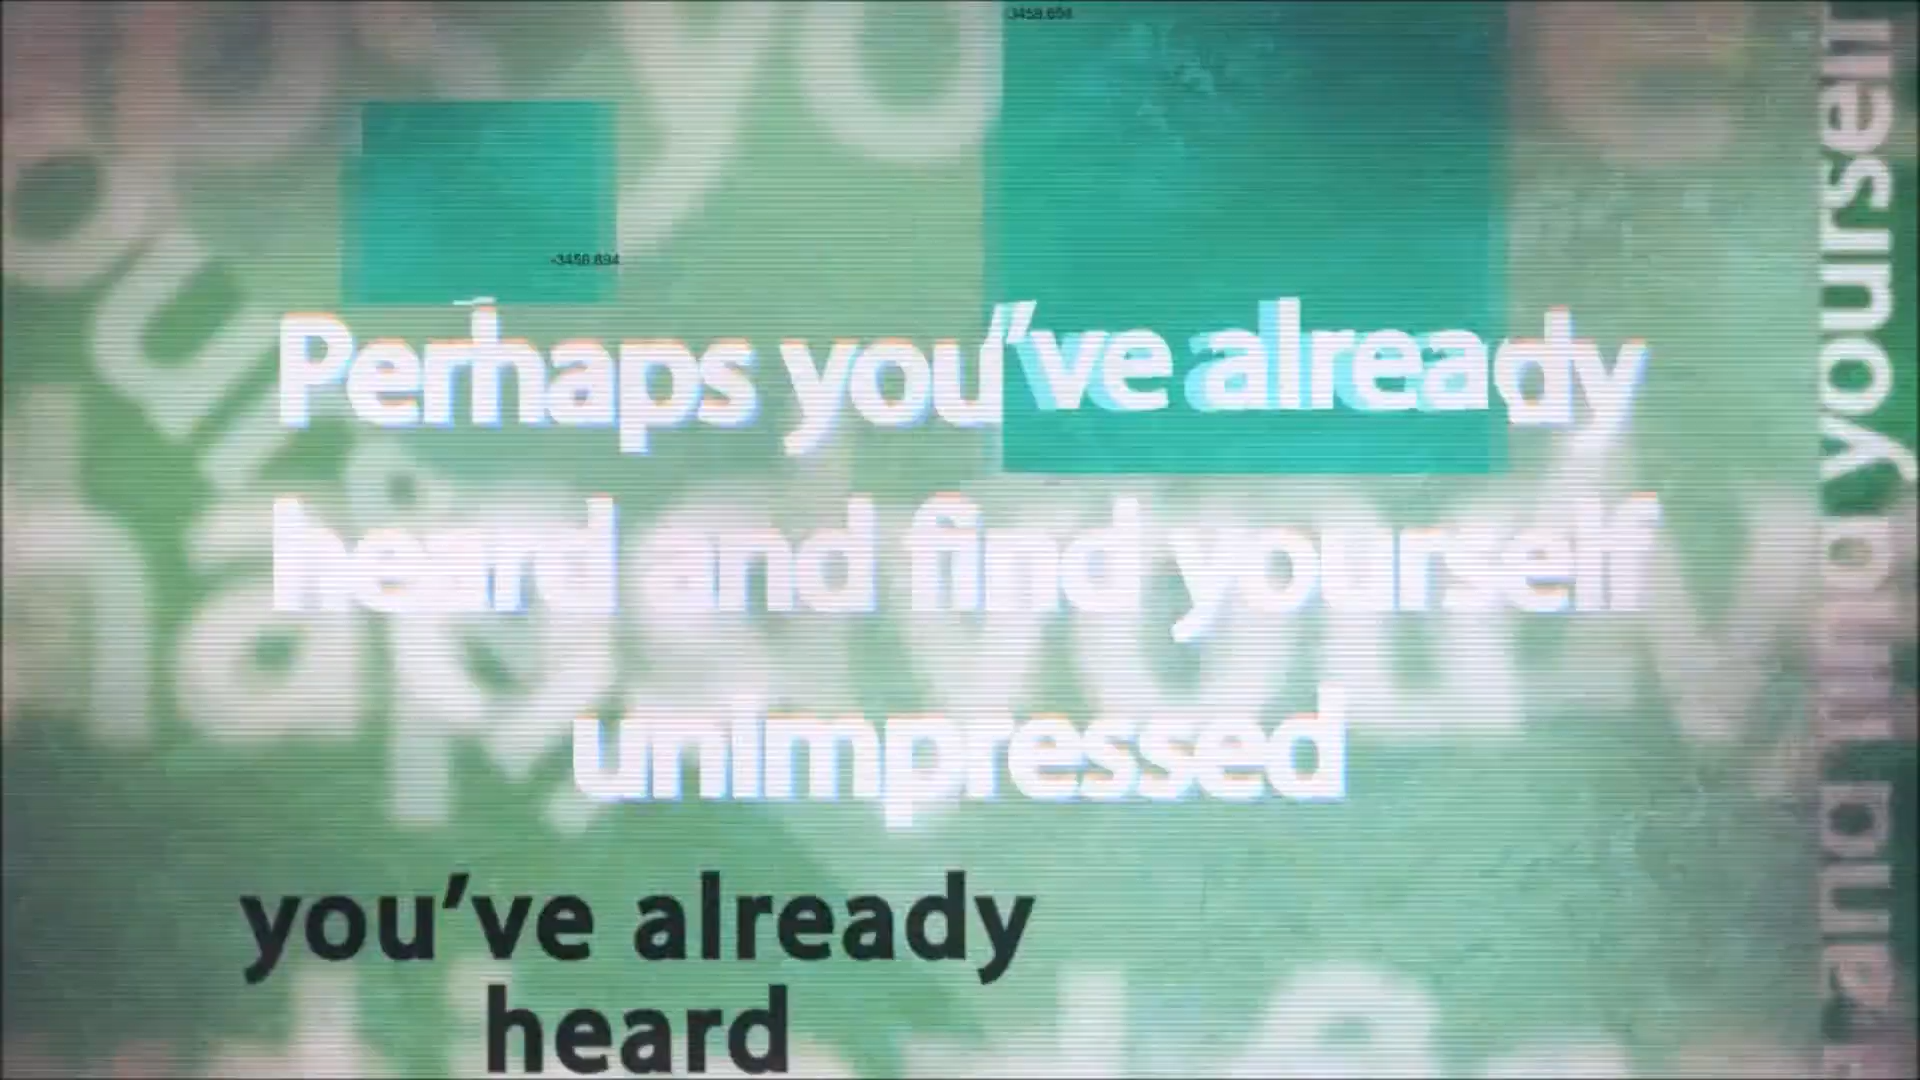 -3458.694
-3458.694
Perhaps you've already
heard and find yourself
unimpressed
you've already
heard
and find yourself